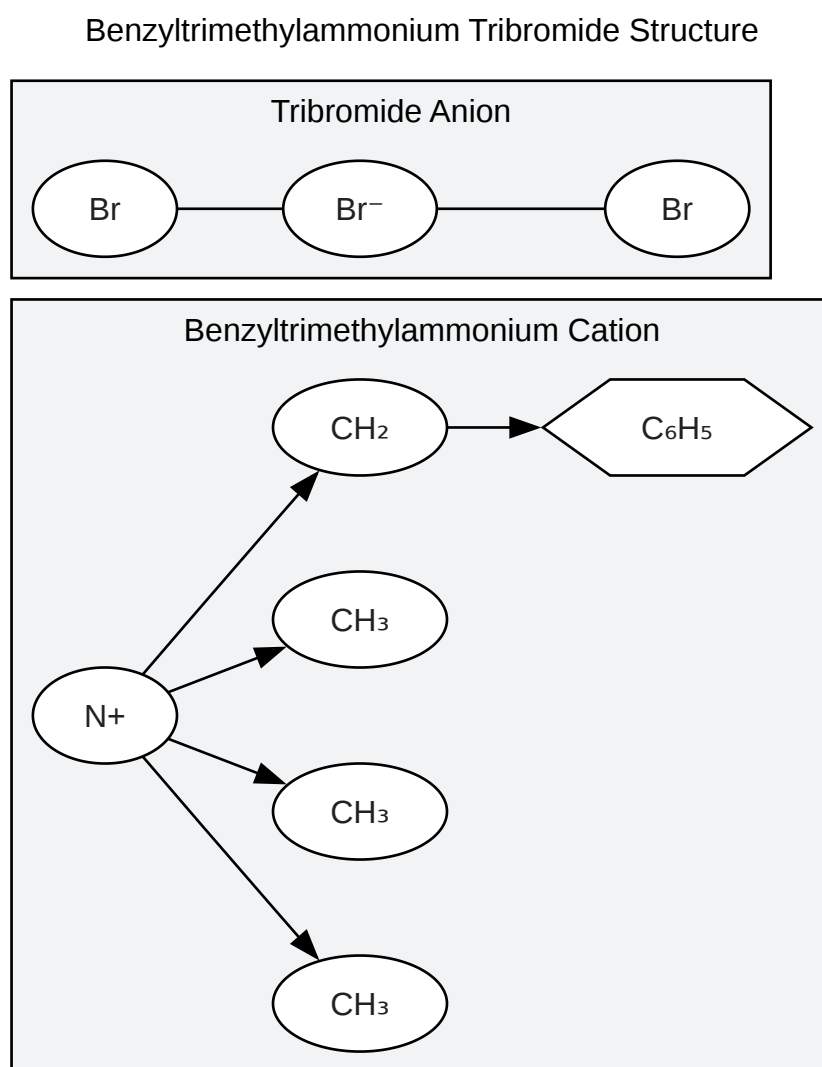 Benzyltrimethylammonium Tribromide Structure
Tribromide Anion
Br
Br⁻
Br
Benzyltrimethylammonium Cation
CH₂
C₆H₅
CH₃
N+
CH₃
CH₃